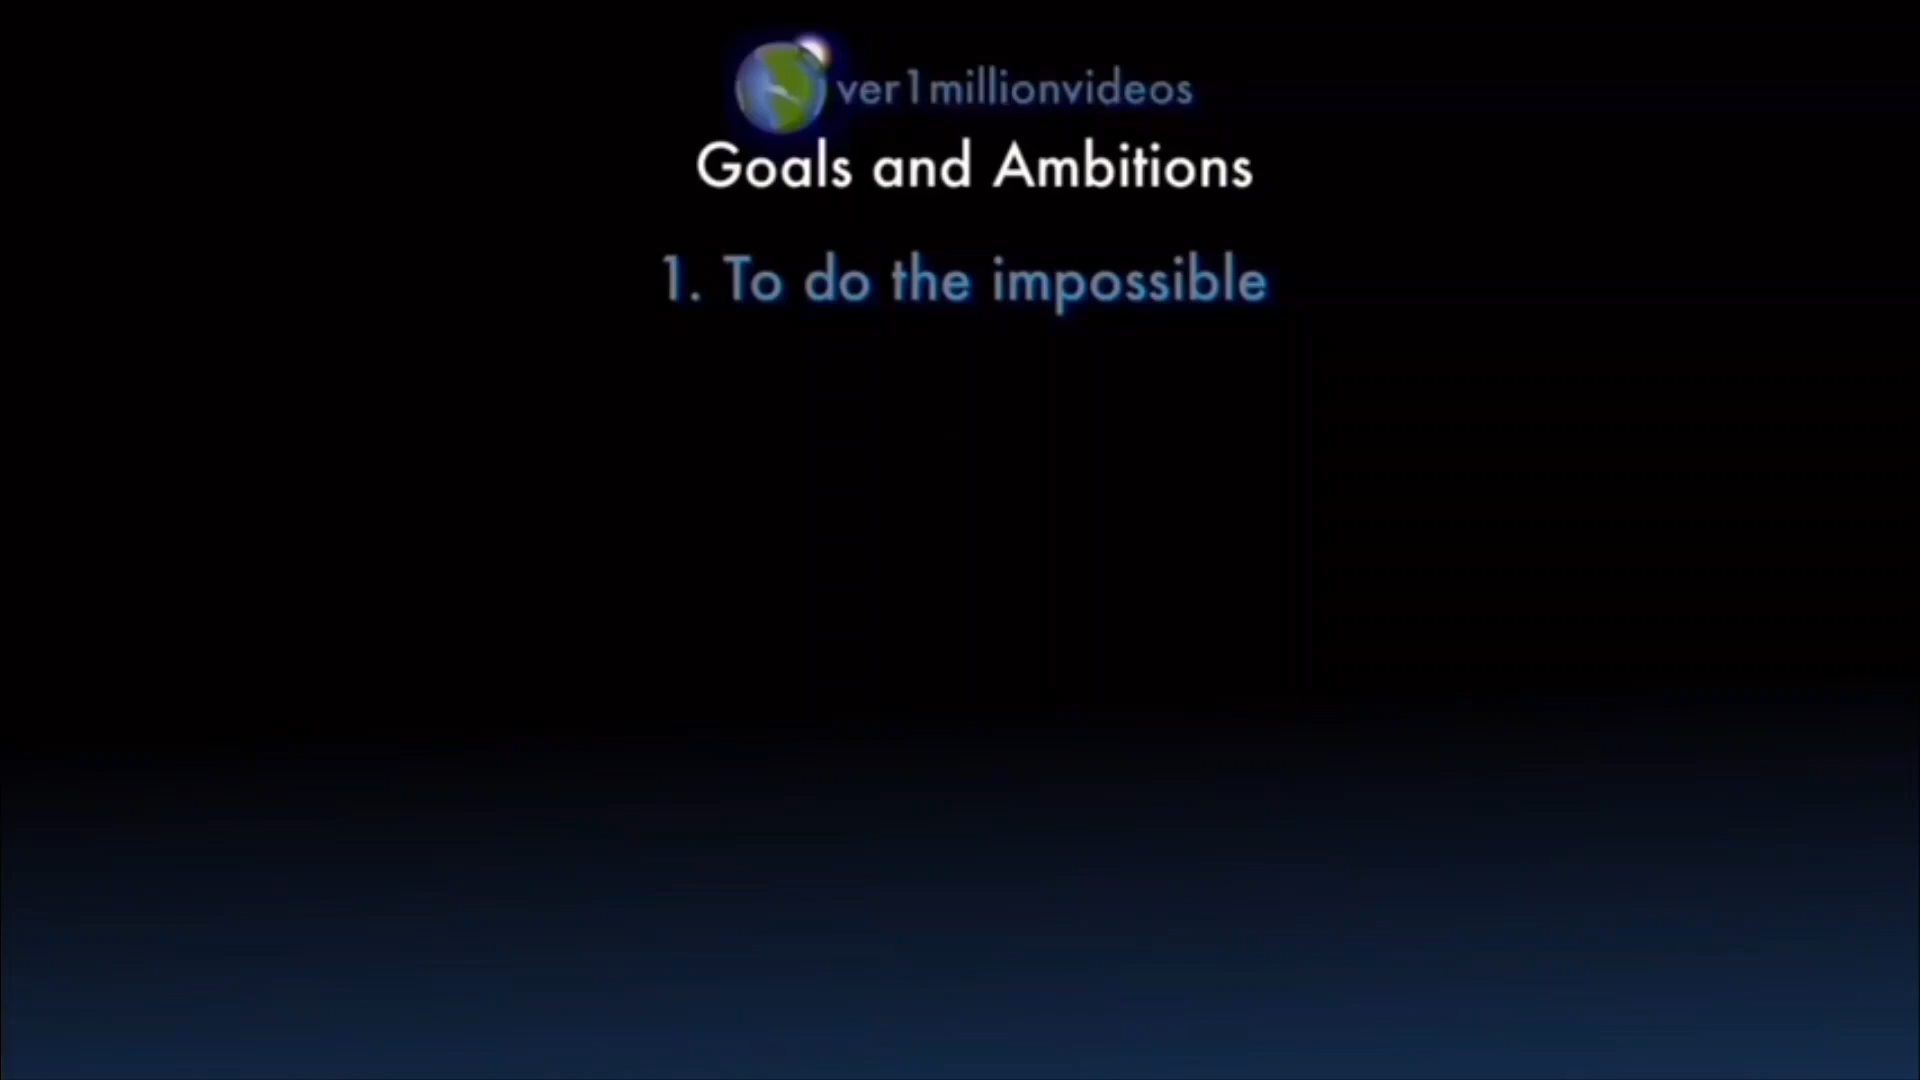 ver1millionvideos
Goals and Ambitions
1. To do the impossible